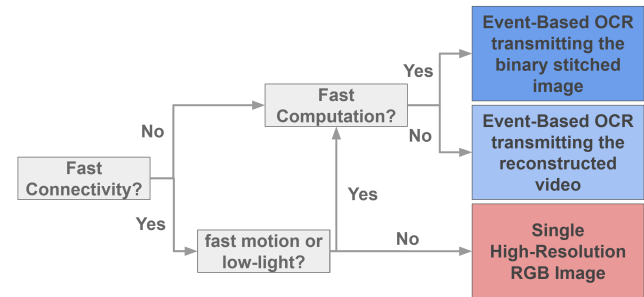 Fast
Connectivity?
No
Yes
Fast
Computation?
fast motion or
low-light?
Yes
No
Yes
No
Event-Based OCR
transmitting the
binary stitched
image
Event-Based OCR
transmitting the
reconstructed
video
Single
High-Resolution
RGB Image